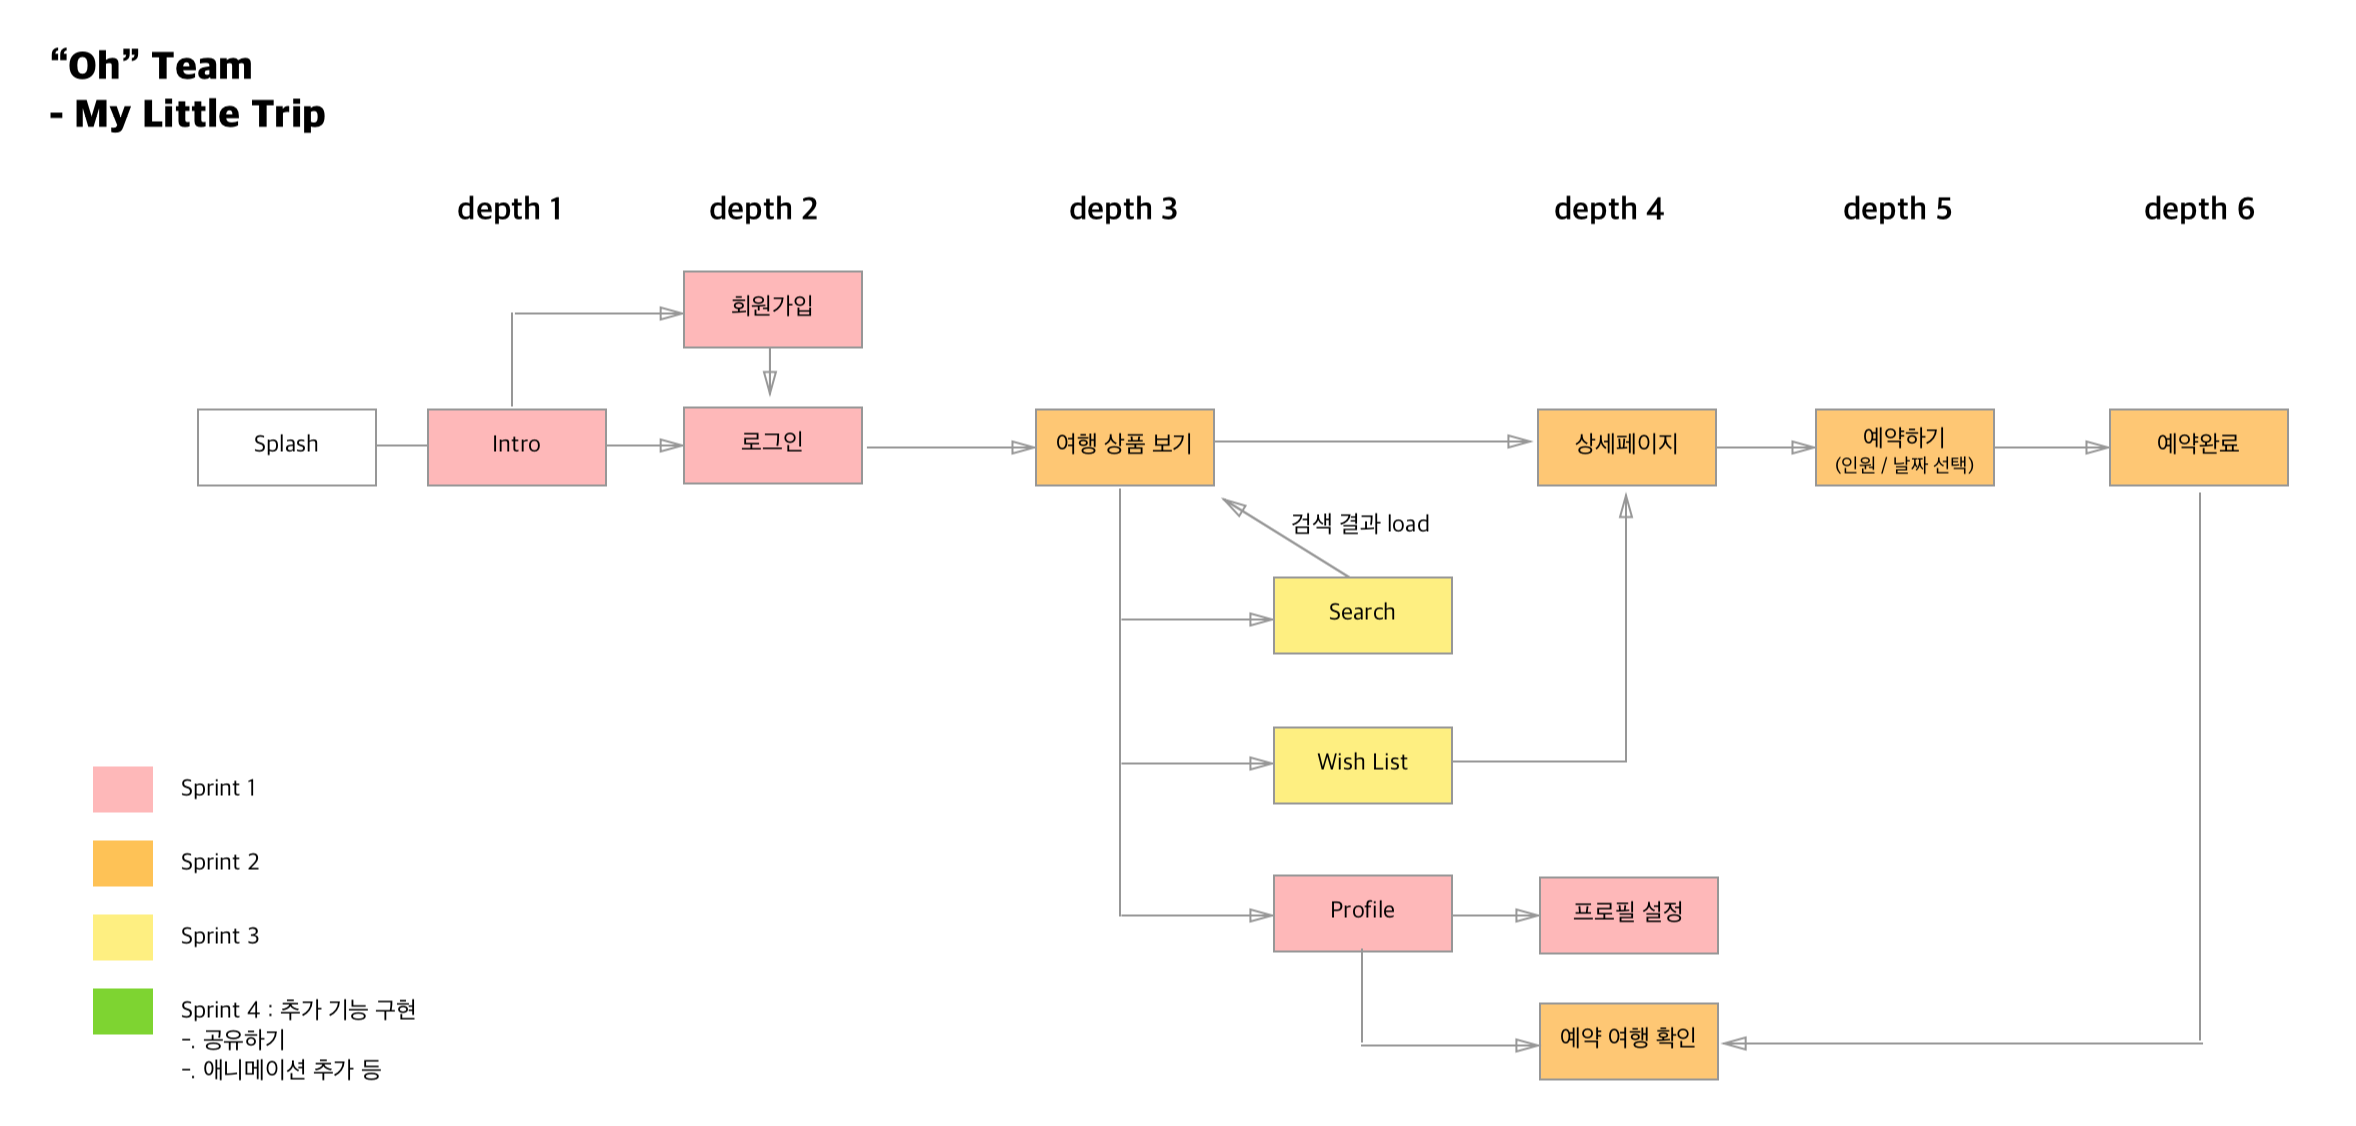 “Oh” Team
- My Little Trip
depth 1
depth 2
depth 3
depth 4
depth 5
depth 6
회원가입
Splash
Intro
로그인
여행 상품 보기
상세페이지
예약하기
(인원 / 날짜 선택)
예약완료
검색 결과 load
Search
Wish List
Profile
프로필 설정
예약 여행 확인
Sprint 1
Sprint 2
Sprint 3
Sprint 4 : 추가 기능 구현
-. 공유하기
-. 애니메이션 추가 등